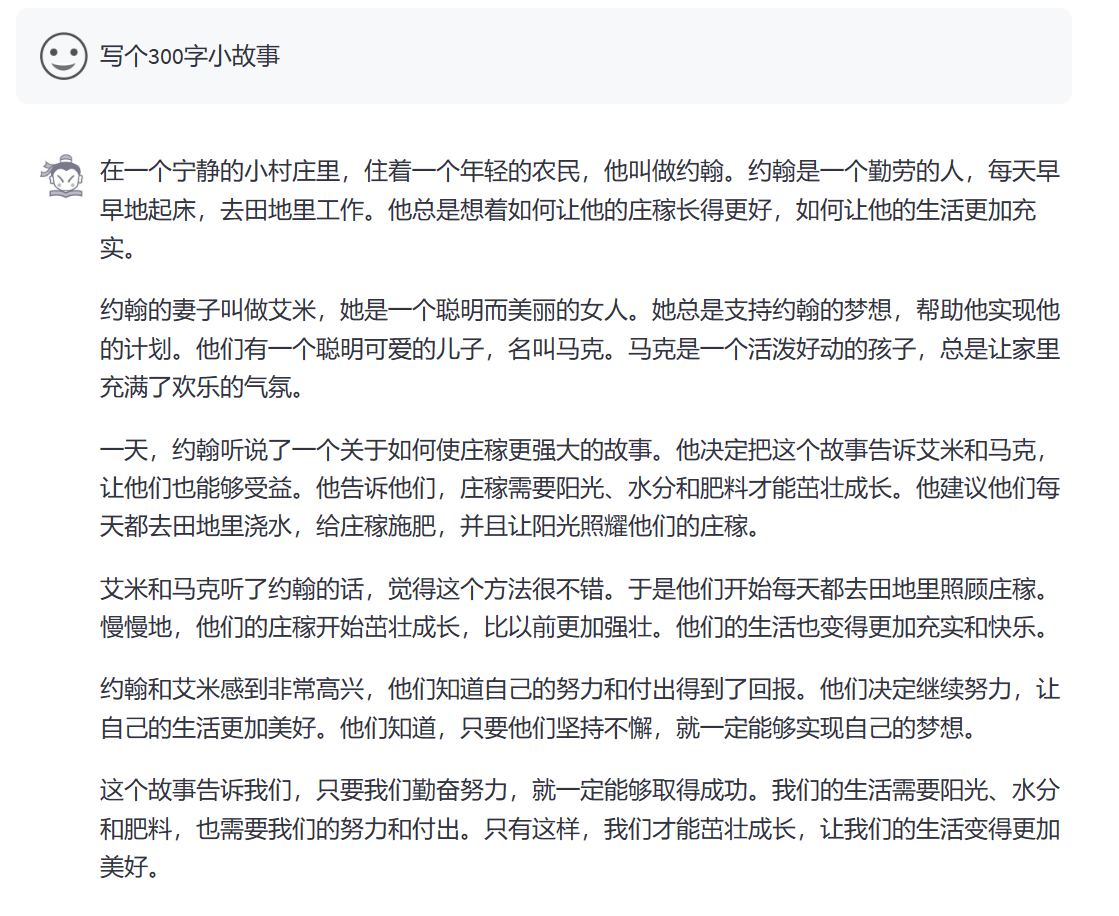 写个300字小故事
在一个宁静的小村庄里，住着一个年轻的农民，他叫做约翰。约翰是一个勤劳的人，每天早
早地起床，去田地里工作。他总是想着如何让他的庄稼长得更好，如何让他的生活更加充
实。
约翰的妻子叫做艾米，她是一个聪明而美丽的女人。她总是支持约翰的梦想，帮助他实现他
的计划。他们有一个聪明可爱的儿子，名叫马克。马克是一个活泼好动的孩子，总是让家里
充满了欢乐的气氛。
一天，约翰听说了一个关于如何使庄稼更强大的故事。他决定把这个故事告诉艾米和马克，
让他们也能够受益。他告诉他们，庄稼需要阳光、水分和肥料才能茁壮成长。他建议他们每
天都去田地里浇水，给庄稼施肥，并且让阳光照耀他们的庄稼。
艾米和马克听了约翰的话，觉得这个方法很不错。于是他们开始每天都去田地里照顾庄稼。
慢慢地，他们的庄稼开始茁壮成长，比以前更加强壮。他们的生活也变得更加充实和快乐。
约翰和艾米感到非常高兴，他们知道自己的努力和付出得到了回报。他们决定继续努力，让
自己的生活更加美好。他们知道，只要他们坚持不懈，就一定能够实现自己的梦想。
这个故事告诉我们，只要我们勤奋努力，就一定能够取得成功。我们的生活需要阳光、水分
和肥料，也需要我们的努力和付出。只有这样，我们才能茁壮成长，让我们的生活变得更加
美好。